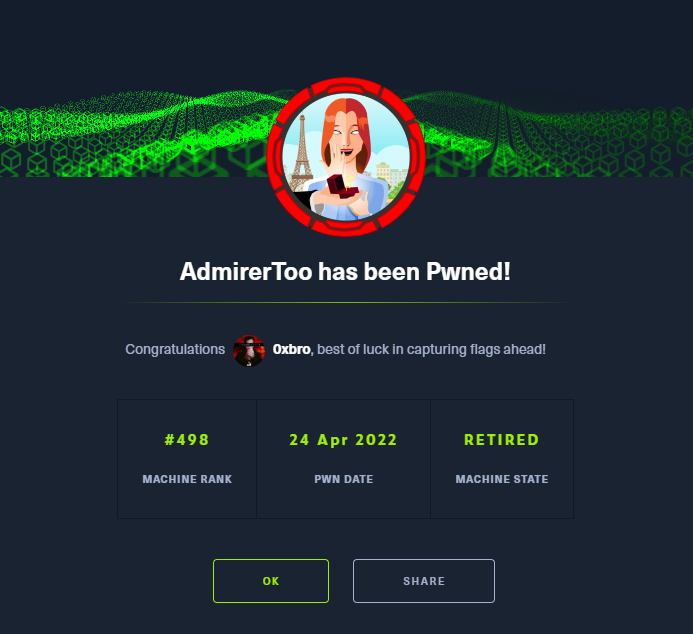 AdmirerToo has been Pwned!
Congratulations 0xbro, best of luck in capturing flags ahead!
#498 24 Apr 2022 RETIRED
MACHINE RANK PWN DATE MACHINE STATE
OK SHARE